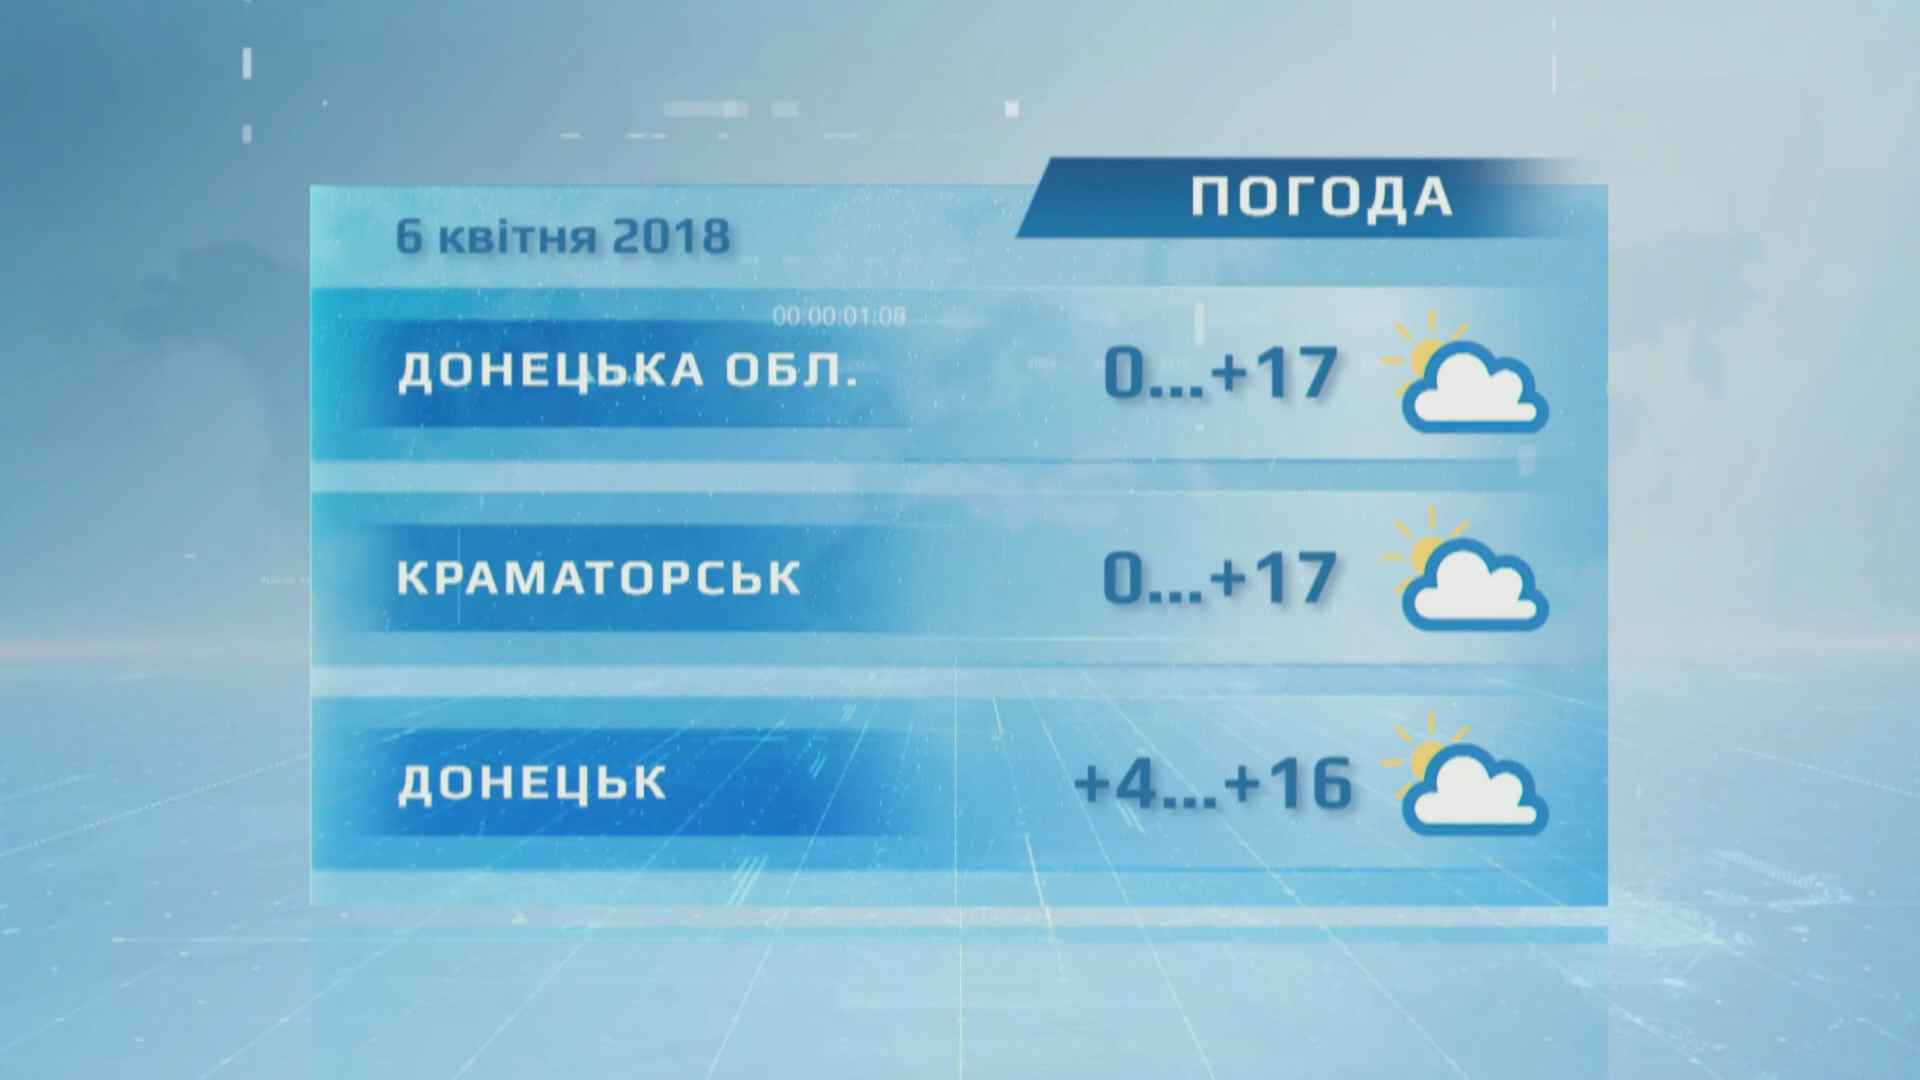 ПОГОДА
6 квітня 2018
00:00:01:08
ДОНЕЦЬКА ОБЛ. 0...+17
КРАМАТОРСЬК 0...+17
ДОНЕЦЬК +4...+16